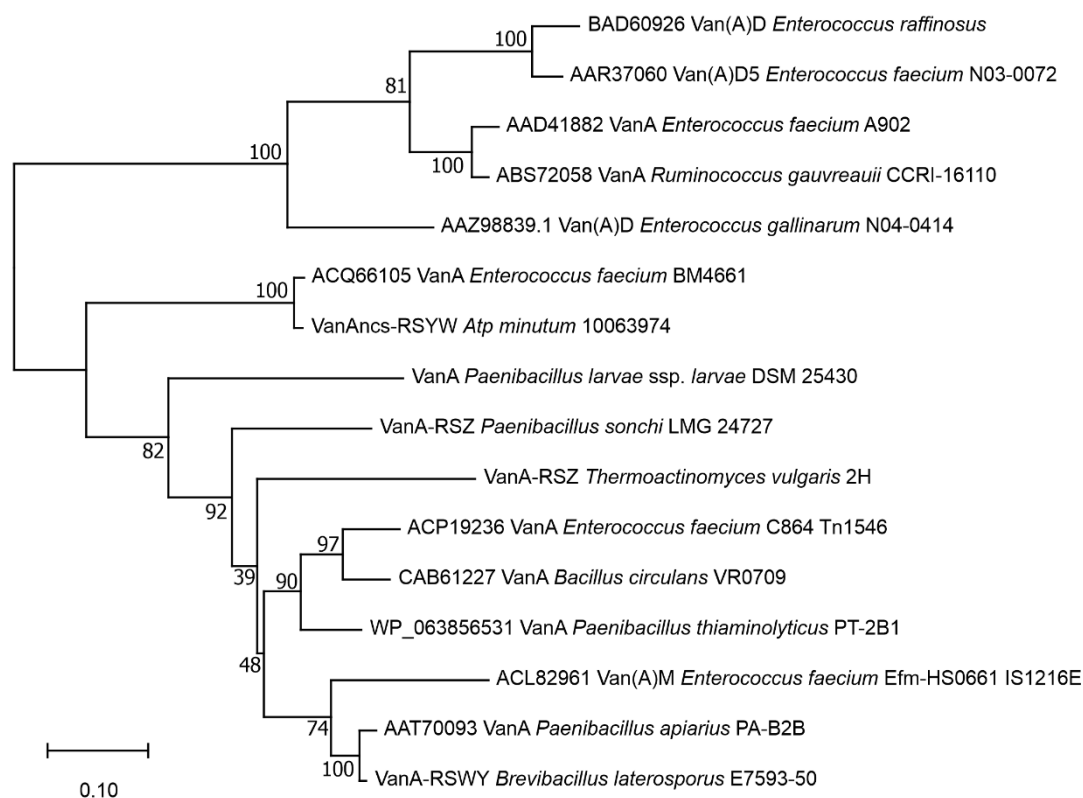 BAD60926 Van(A)D Enterococcus raffinosus
100
AAR37060 Van(A)D5 Enterococcus faecium N03-0072
81
AAD41882 VanA Enterococcus faecium A902
100
100
ABS72058 VanA Ruminococcus gauvreauii CCRI-16110
AAZ98839.1 Van(A)D Enterococcus gallinarum N04-0414
ACQ66105 VanA Enterococcus faecium BM4661
100
VanAncs-RSYW Atp minutum 10063974
VanA Paenibacillus larvae ssp. larvae DSM 25430
VanA-RSZ Paenibacillus sonchi LMG 24727
82
VanA-RSZ Thermoactinomyces vulgaris 2H
92
ACP19236 VanA Enterococcus faecium C864 Tn1546
97
CAB61227 VanA Bacillus circulans VR0709
39
90
WP_063856531 VanA Paenibacillus thiaminolyticus PT-2B1
48
ACL82961 Van(A)M Enterococcus faecium Efm-HS0661 IS1216E
74
AAT70093 VanA Paenibacillus apiarius PA-B2B
100
VanA-RSWY Brevibacillus laterosporus E7593-50
0.10